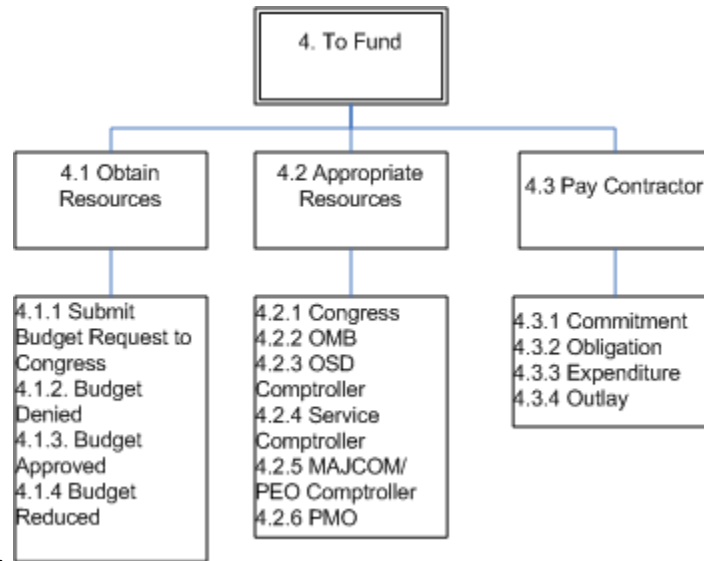 4. To Fund
4.1 Obtain
Resources
4.2 Appropriate
Resources
4.3 Pay Contractor
4.1.1 Submit
Budget Request to
Congress
4.1.2. Budget
Denied
4.1.3. Budget
Approved
4.1.4 Budget
Reduced
4.2.1 Congress
4.2.2 OMB
4.2.3 OSD
Comptroller
4.2.4 Service
Comptroller
4.2.5 MAJCOM/
PEO Comptroller
4.2.6 PMO
4.3.1 Commitment
4.3.2 Obligation
4.3.3 Expenditure
4.3.4 Outlay